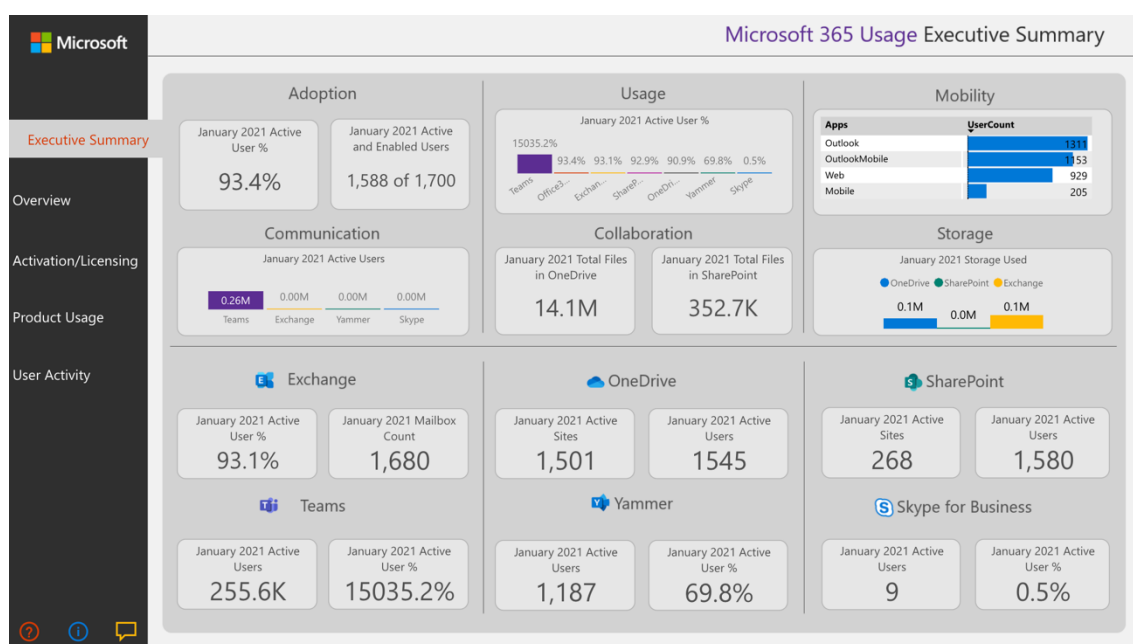 Microsoft
Microsoft 365 Usage Executive Summary
Executive Summary
Overview
Activation/Licensing
Product Usage
User Activity
Adoption
January 2021 Active
User %
93.4%
January 2021 Active
and Enabled Users
1,588 of 1,700
Usage
January 2021 Active User %
15035.2%
93.4% 93.1% 92.9% 90.9% 69.8% 0.5%
Teams Office3... Exchan... ShareP... OneDri... Yammer Skype
Mobility
Apps UserCount
Outlook 1311
OutlookMobile 1153
Web 929
Mobile 205
Communication
January 2021 Active Users
0.26M 0.00M 0.00M 0.00M
Teams Exchange Yammer Skype
Collaboration
January 2021 Total Files
in OneDrive
14.1M
January 2021 Total Files
in SharePoint
352.7K
Storage
January 2021 Storage Used
OneDrive SharePoint Exchange
0.1M 0.0M 0.1M
Exchange
January 2021 Active
User %
93.1%
January 2021 Mailbox
Count
1,680
OneDrive
January 2021 Active
Sites
1,501
January 2021 Active
Users
1545
SharePoint
January 2021 Active
Sites
268
January 2021 Active
Users
1,580
Teams
January 2021 Active
Users
255.6K
January 2021 Active
User %
15035.2%
Yammer
January 2021 Active
Users
1,187
January 2021 Active
User %
69.8%
Skype for Business
January 2021 Active
Users
9
January 2021 Active
User %
0.5%